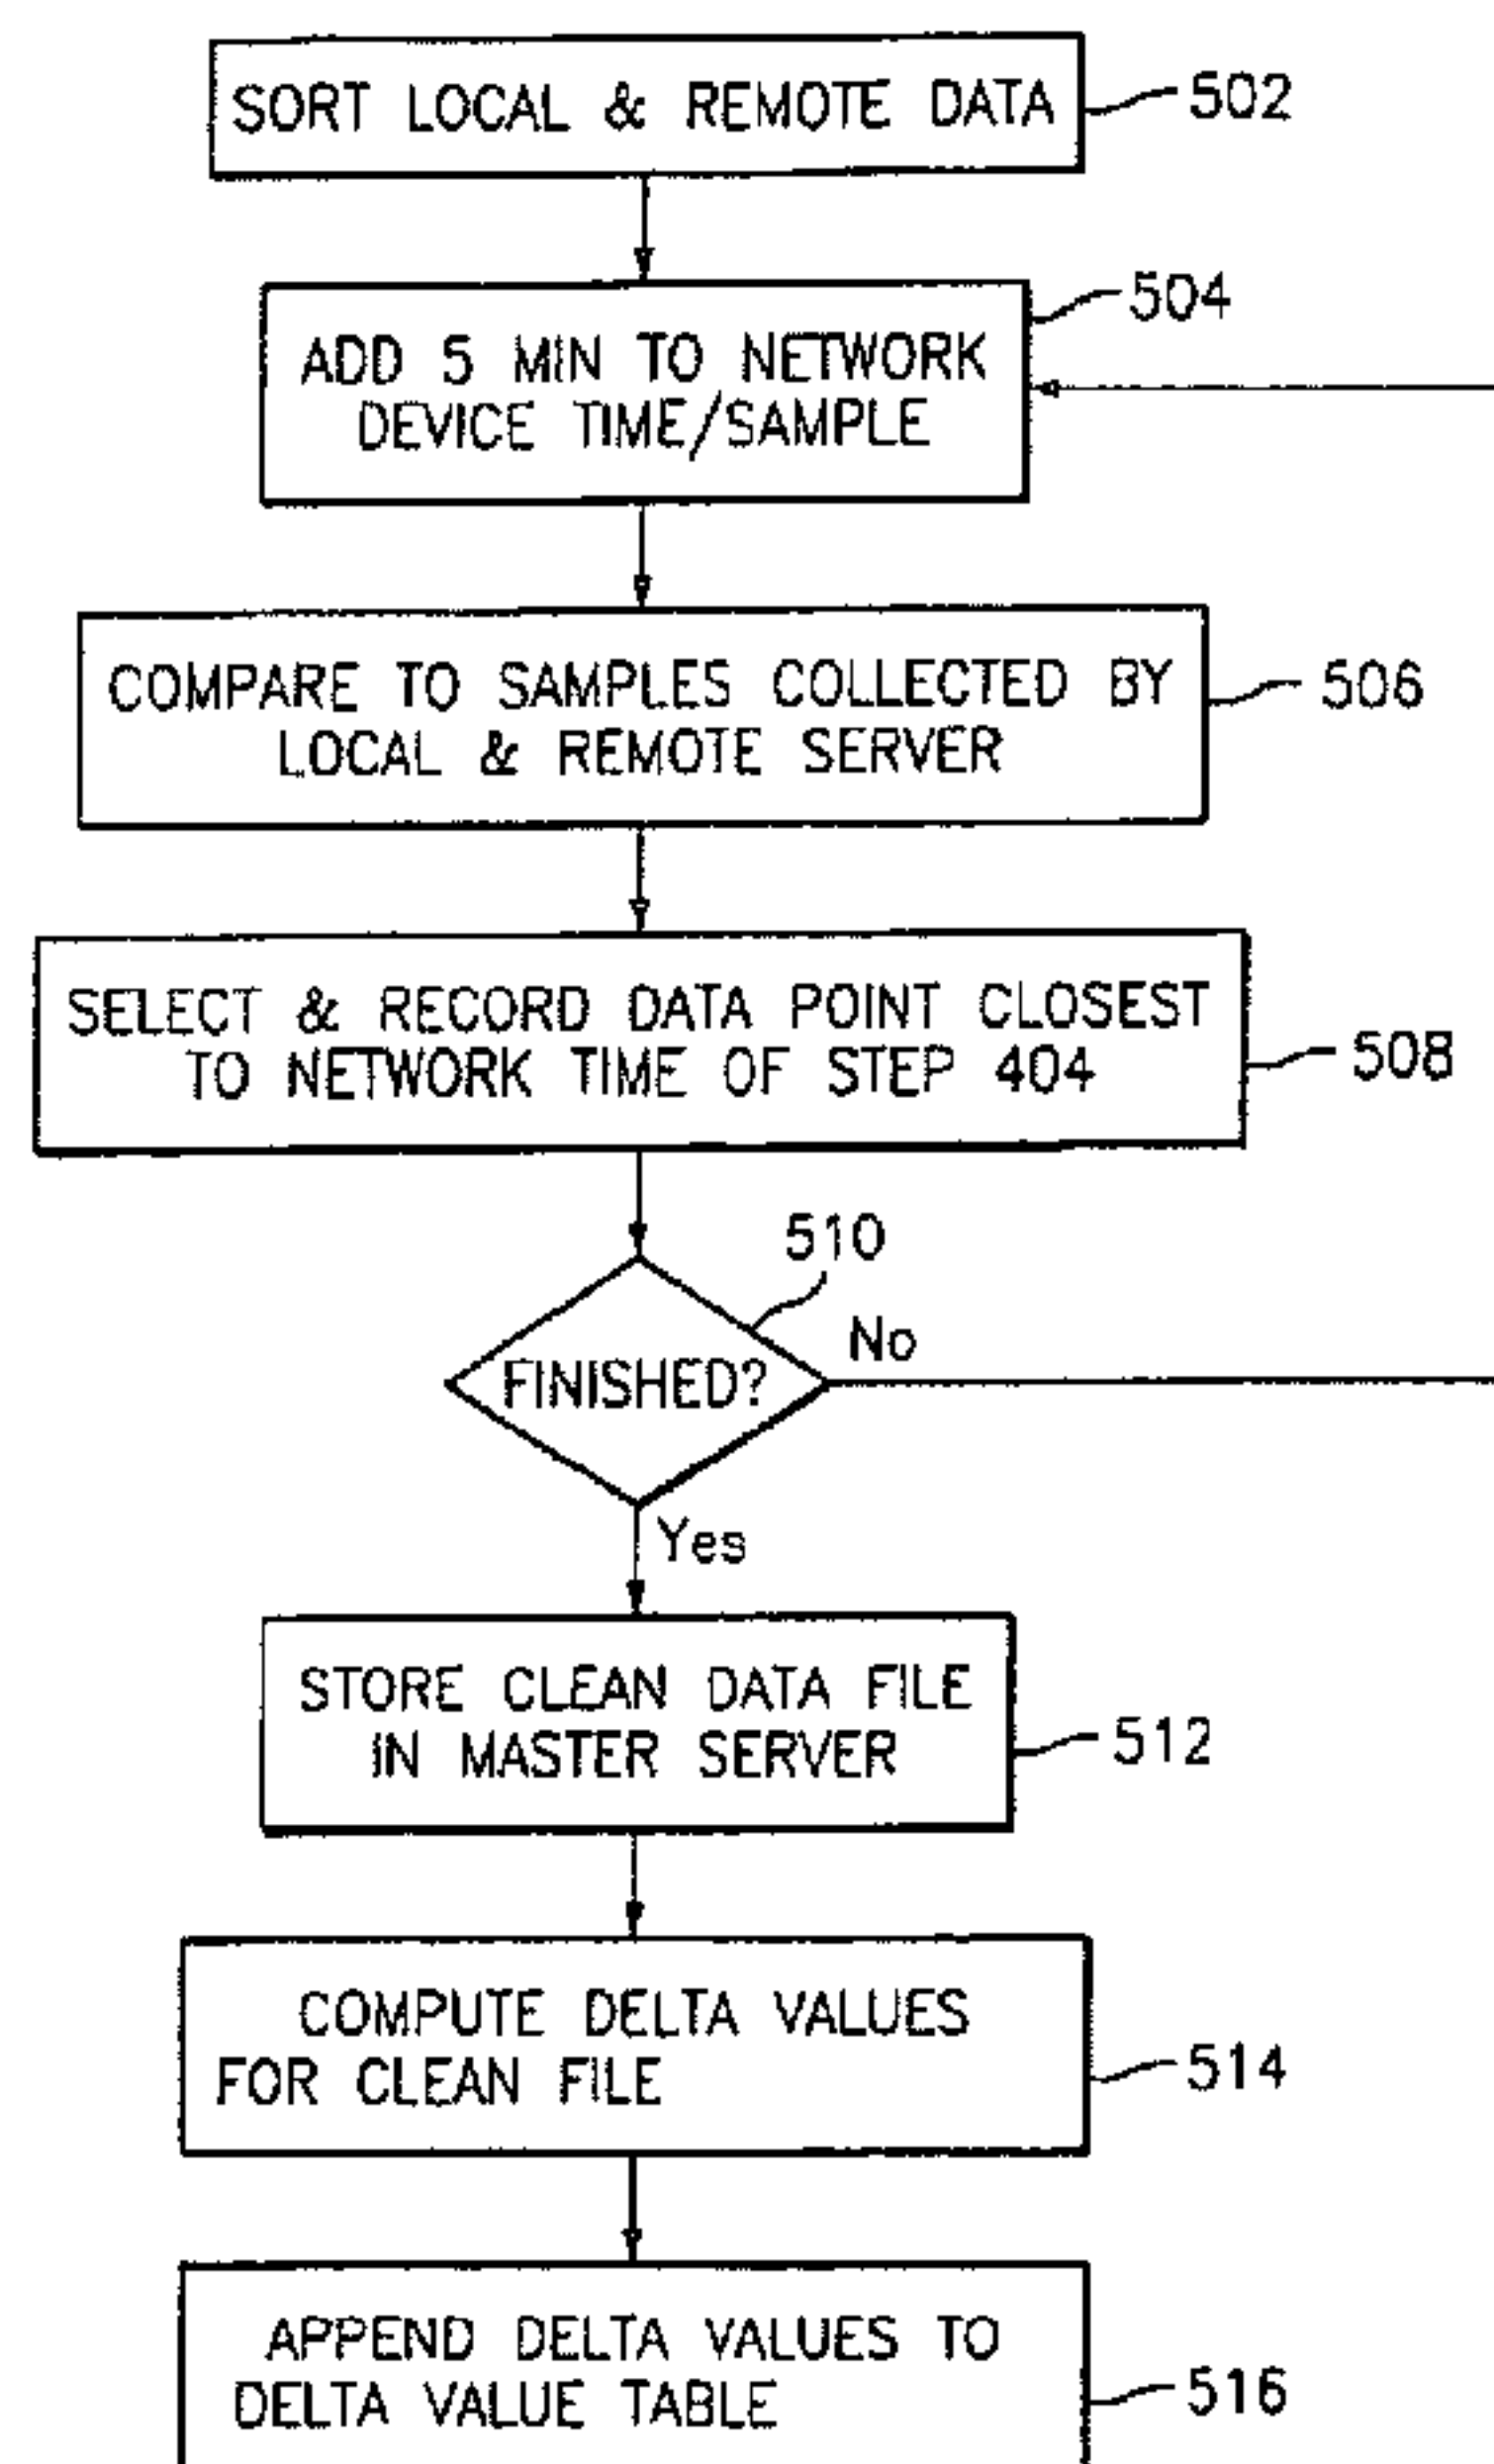 SORT LOCAL & REMOTE DATA
502
504
ADD 5 MIN TO NETWORK
DEVICE TIME/SAMPLE
COMPARE TO SAMPLES COLLECTED BY
LOCAL & REMOTE SERVER
506
SELECT & RECORD DATA POINT CLOSEST
TO NETWORK TIME OF STEP 404
508
510
FINISHED?
No
Yes
STORE CLEAN DATA FILE
IN MASTER SERVER
512
COMPUTE DELTA VALUES
FOR CLEAN FILE
514
APPEND DELTA VALUES TO
DELTA VALUE TABLE
516